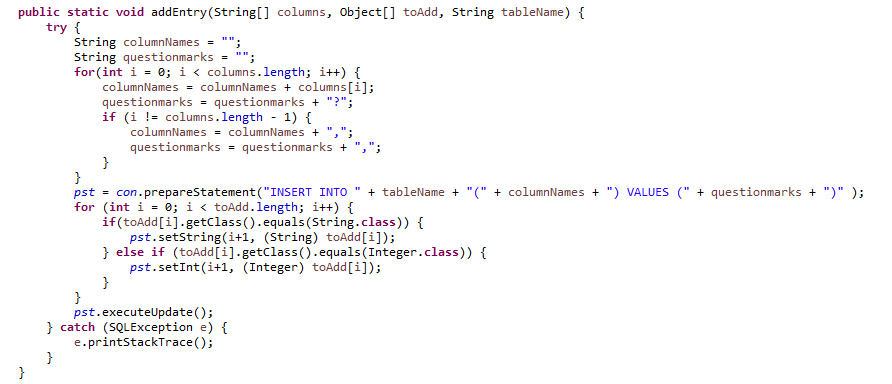 public static void addEntry(String[] columns, Object[] toAdd, String tableName) {
    try {
        String columnNames = "";
        String questionmarks = "";
        for(int i = 0; i < columns.length; i++) {
            columnNames = columnNames + columns[i];
            questionmarks = questionmarks + "?";
            if (i != columns.length - 1) {
                columnNames = columnNames + ",";
                questionmarks = questionmarks + ",";
            }
        }
        pst = con.prepareStatement("INSERT INTO " + tableName + "(" + columnNames + ") VALUES (" + questionmarks + ")" );
        for (int i = 0; i < toAdd.length; i++) {
            if(toAdd[i].getClass().equals(String.class)) {
                pst.setString(i+1, (String) toAdd[i]);
            } else if (toAdd[i].getClass().equals(Integer.class)) {
                pst.setInt(i+1, (Integer) toAdd[i]);
            }
        }
        pst.executeUpdate();
    } catch (SQLException e) {
        e.printStackTrace();
    }
}